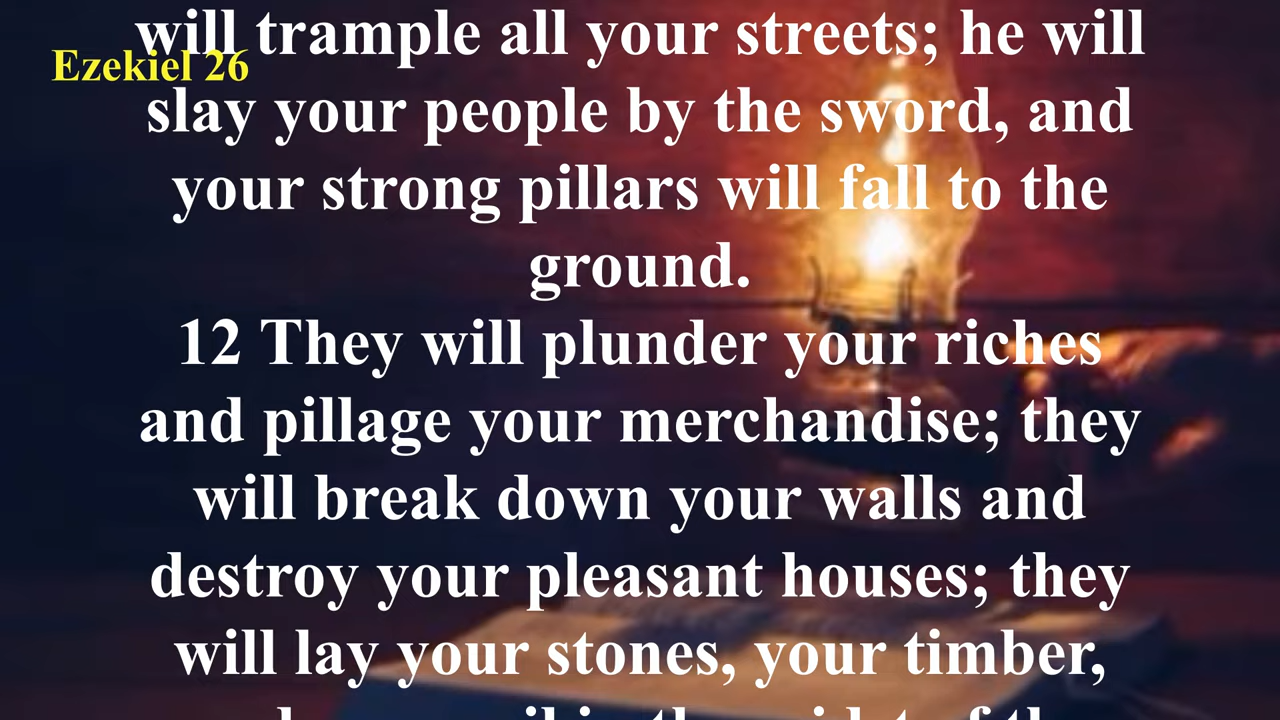 will trample all your streets; he will
Ezekiel 26
slay your people by the sword, and
your strong pillars will fall to the
ground.
12 They will plunder your riches
and pillage your merchandise; they
will break down your walls and
destroy your pleasant houses; they
will lay your stones, your timber,